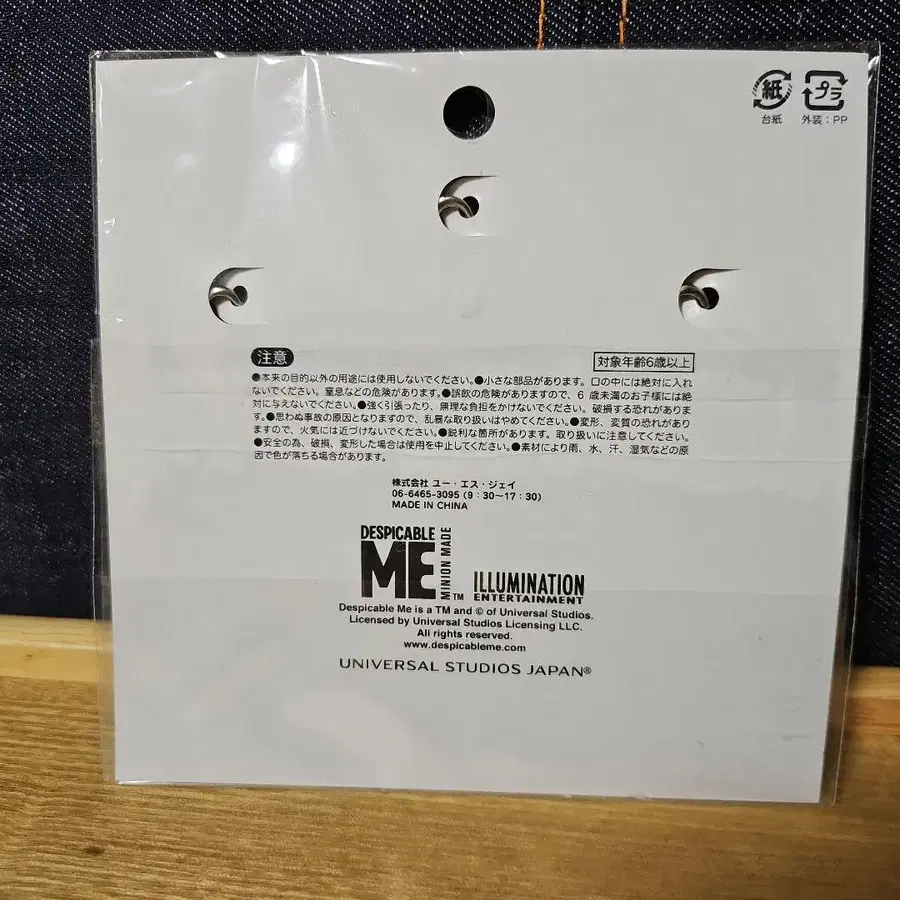 紙 プラ
台紙 外装：PP
注意 対象年齢6歳以上
●本来の目的以外の用途には使用しないでください。●小さな部品があります。口の中には絶対に入れ
ないでください。窒息などの危険があります。●誤飲の危険がありますので、6 歳未満のお子様には絶
対に与えないでください。●強く引張ったり、無理な負担をかけないでください。破損する恐れがありま
す。●思わぬ事故の原因となりますので、乱暴な取り扱いはやめてください。●変形、変質の恐れがあり
ますので、火気には近づけないでください。●鋭利な箇所があります。取り扱いに注意してください。
●安全の為、破損、変形した場合は使用を中止してください。●素材により雨、水、汗、湿気などの原
因で色が落ちる場合があります。
株式会社 ユー・エス・ジェイ
06-6465-3095（9：30〜17：30）
MADE IN CHINA
DESPICABLE
ME MINION MADE ™
ILLUMINATION
ENTERTAINMENT
Despicable Me is a TM and © of Universal Studios.
Licensed by Universal Studios Licensing LLC.
All rights reserved.
www.despicableme.com
UNIVERSAL STUDIOS JAPAN®